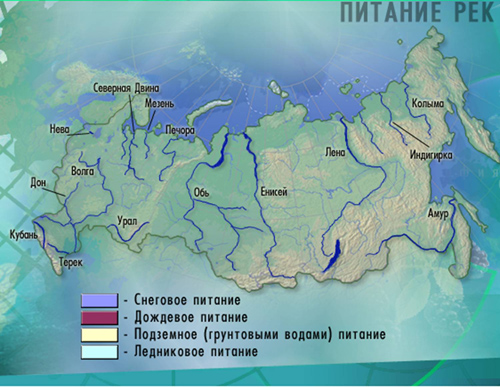 ПИТАНИЕ РЕК
Северная Двина
Мезень
Колыма
Нева
Печора
Лена
Индигирка
Волга
Дон
Обь
Енисей
Амур
Урал
Кубань
Терек
- Снеговое питание
- Дождевое питание
- Подземное (грунтовыми водами) питание
- Ледниковое питание